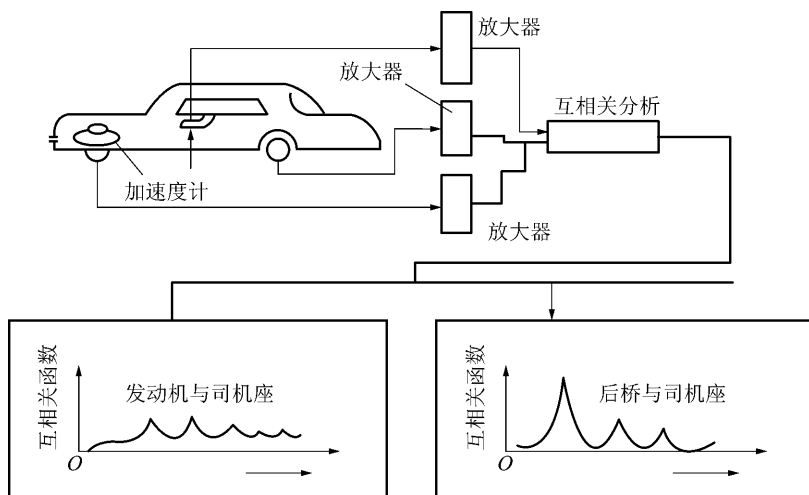 放大器
放大器
互相关分析
加速度计
放大器
互相关函数
发动机与司机座
O
互相关函数
后桥与司机座
O